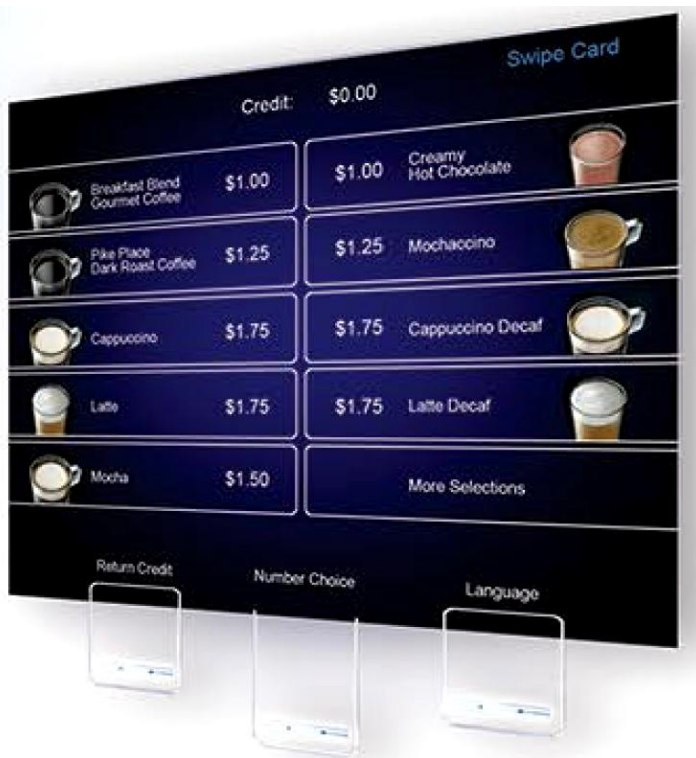 Swipe Card
Credit: $0.00
Breakfast Blend
Gourmet Coffee
$1.00
$1.00
Creamy
Hot Chocolate
Pike Place
Dark Roast Coffee
$1.25
$1.25
Mochaccino
Cappuccino
$1.75
$1.75
Cappuccino Decaf
Latte
$1.75
$1.75
Latte Decaf
Mocha
$1.50
More Selections
Return Credit
Number Choice
Language